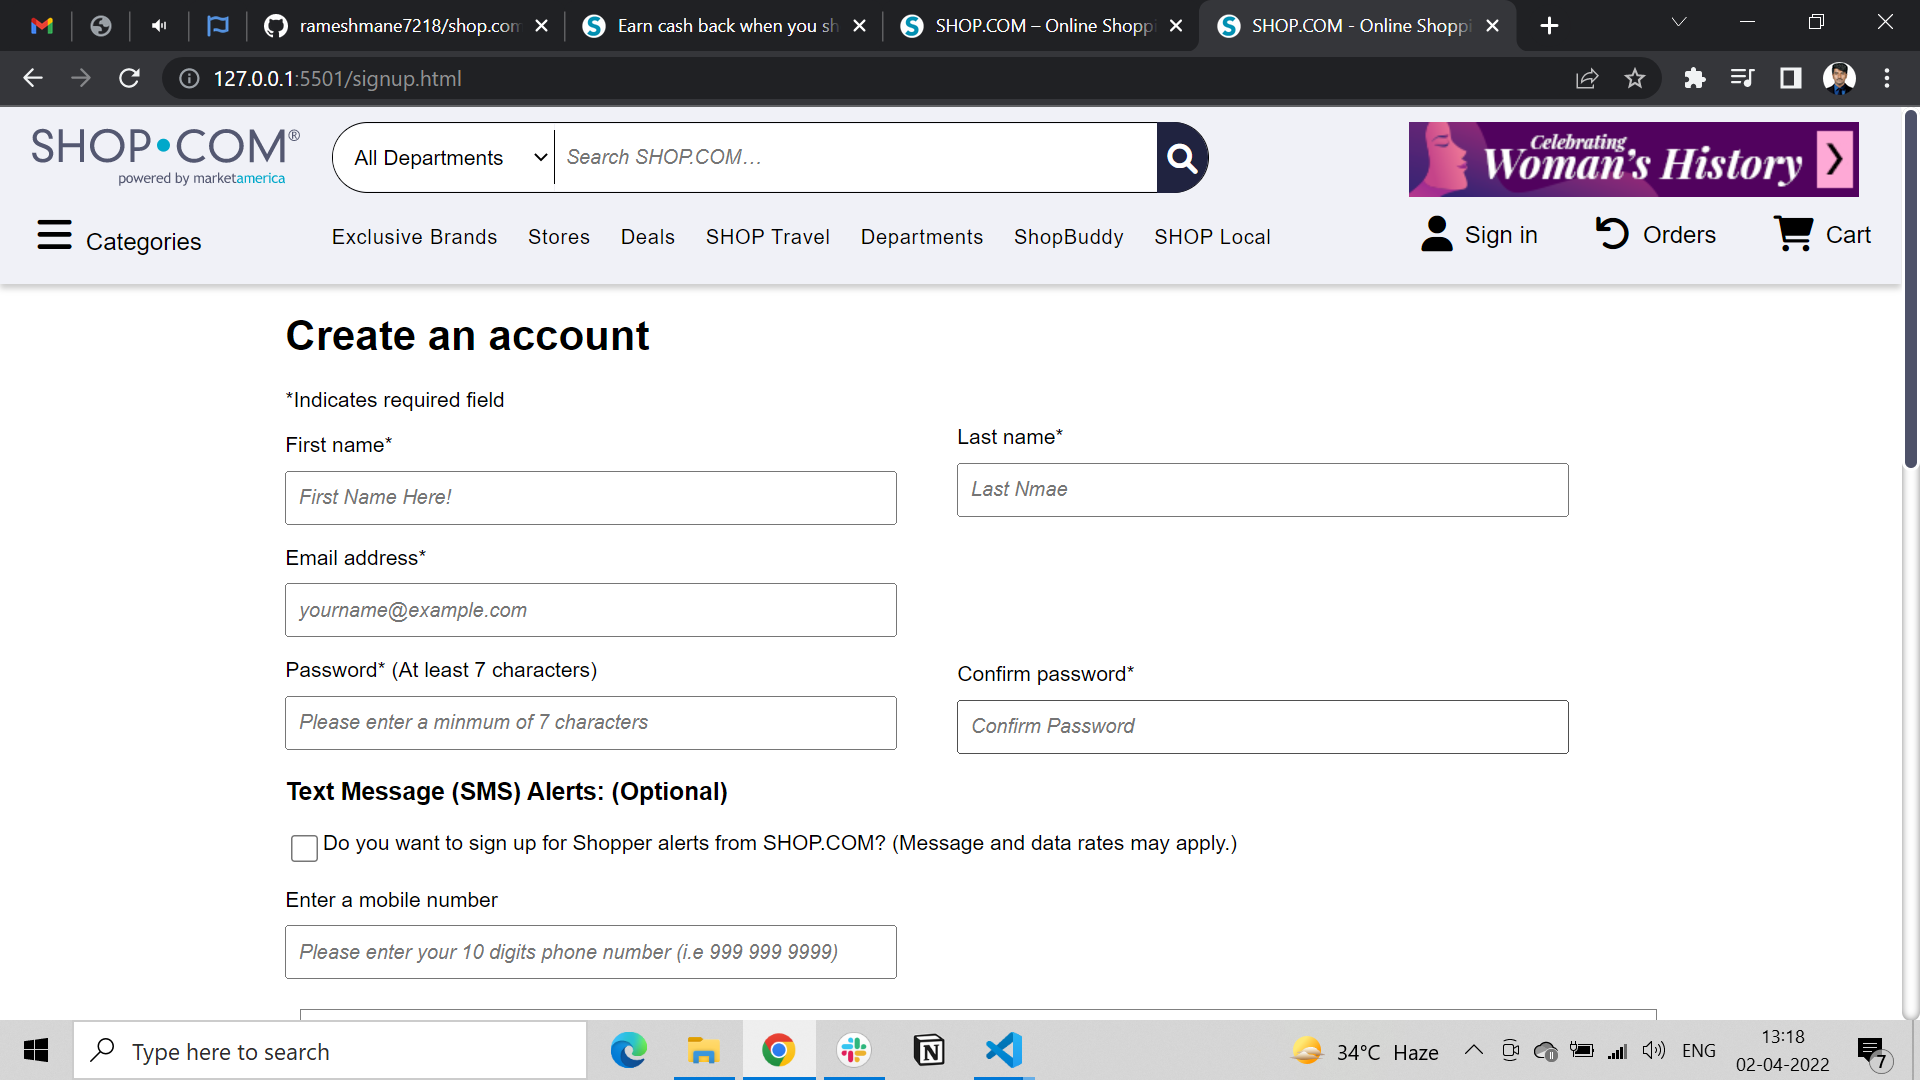 rameshmane7218/shop.com
Earn cash back when you sh
SHOP.COM – Online Shoppi
SHOP.COM - Online Shoppi
127.0.0.1:5501/signup.html
SHOP•COM®
powered by marketamerica
All Departments
Search SHOP.COM...
Celebrating
Woman's History
Categories
Exclusive Brands
Stores
Deals
SHOP Travel
Departments
ShopBuddy
SHOP Local
Sign in
Orders
Cart
Create an account
*Indicates required field
First name*
Last name*
First Name Here!
Last Nmae
Email address*
yourname@example.com
Password* (At least 7 characters)
Confirm password*
Please enter a minmum of 7 characters
Confirm Password
Text Message (SMS) Alerts: (Optional)
Do you want to sign up for Shopper alerts from SHOP.COM? (Message and data rates may apply.)
Enter a mobile number
Please enter your 10 digits phone number (i.e 999 999 9999)
Type here to search
34°C Haze
ENG
13:18
02-04-2022
7